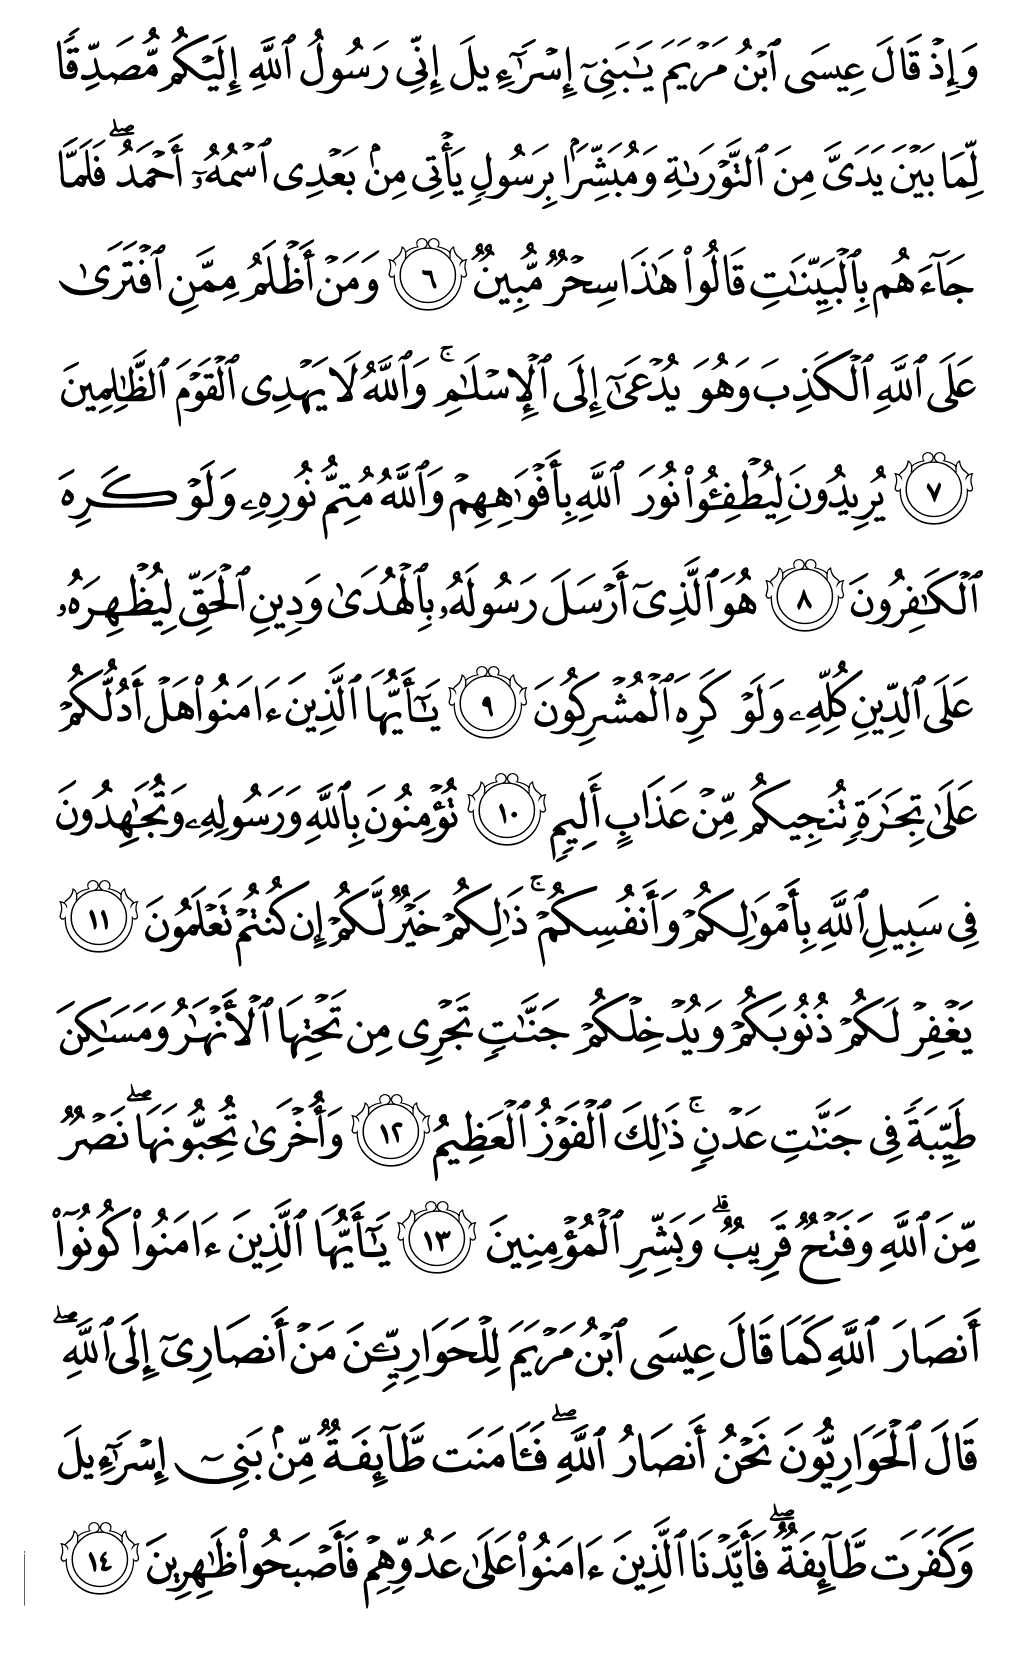 وَإِذۡ قَالَ عِيسَى ٱبۡنُ مَرۡيَمَ يَٰبَنِيٓ إِسۡرَٰٓءِيلَ إِنِّي رَسُولُ ٱللَّهِ إِلَيۡكُم مُّصَدِّقٗا
لِّمَا بَيۡنَ يَدَيَّ مِنَ ٱلتَّوۡرَىٰةِ وَمُبَشِّرَۢا بِرَسُولٖ يَأۡتِي مِنۢ بَعۡدِي ٱسۡمُهُۥٓ أَحۡمَدُۖ فَلَمَّا
جَآءَهُم بِٱلۡبَيِّنَٰتِ قَالُواْ هَٰذَا سِحۡرٞ مُّبِينٞ ٦ وَمَنۡ أَظۡلَمُ مِمَّنِ ٱفۡتَرَىٰ
عَلَى ٱللَّهِ ٱلۡكَذِبَ وَهُوَ يُدۡعَىٰٓ إِلَى ٱلۡإِسۡلَٰمِۚ وَٱللَّهُ لَا يَهۡدِي ٱلۡقَوۡمَ ٱلظَّٰلِمِينَ
٧ يُرِيدُونَ لِيُطۡفِـُٔواْ نُورَ ٱللَّهِ بِأَفۡوَٰهِهِمۡ وَٱللَّهُ مُتِمُّ نُورِهِۦ وَلَوۡ كَرِهَ
ٱلۡكَٰفِرُونَ ٨ هُوَ ٱلَّذِيٓ أَرۡسَلَ رَسُولَهُۥ بِٱلۡهُدَىٰ وَدِينِ ٱلۡحَقِّ لِيُظۡهِرَهُۥ
عَلَى ٱلدِّينِ كُلِّهِۦ وَلَوۡ كَرِهَ ٱلۡمُشۡرِكُونَ ٩ يَٰٓأَيُّهَا ٱلَّذِينَ ءَامَنُواْ هَلۡ أَدُلُّكُمۡ
عَلَىٰ تِجَٰرَةٖ تُنجِيكُم مِّنۡ عَذَابٍ أَلِيمٖ ١٠ تُؤۡمِنُونَ بِٱللَّهِ وَرَسُولِهِۦ وَتُجَٰهِدُونَ
فِي سَبِيلِ ٱللَّهِ بِأَمۡوَٰلِكُمۡ وَأَنفُسِكُمۡۚ ذَٰلِكُمۡ خَيۡرٞ لَّكُمۡ إِن كُنتُمۡ تَعۡلَمُونَ ١١
يَغۡفِرۡ لَكُمۡ ذُنُوبَكُمۡ وَيُدۡخِلۡكُمۡ جَنَّٰتٖ تَجۡرِي مِن تَحۡتِهَا ٱلۡأَنۡهَٰرُ وَمَسَٰكِنَ
طَيِّبَةٗ فِي جَنَّٰتِ عَدۡنٖۚ ذَٰلِكَ ٱلۡفَوۡزُ ٱلۡعَظِيمُ ١٢ وَأُخۡرَىٰ تُحِبُّونَهَاۖ نَصۡرٞ
مِّنَ ٱللَّهِ وَفَتۡحٞ قَرِيبٞۗ وَبَشِّرِ ٱلۡمُؤۡمِنِينَ ١٣ يَٰٓأَيُّهَا ٱلَّذِينَ ءَامَنُواْ كُونُوٓاْ
أَنصَارَ ٱللَّهِ كَمَا قَالَ عِيسَى ٱبۡنُ مَرۡيَمَ لِلۡحَوَارِيِّـۧنَ مَنۡ أَنصَارِيٓ إِلَى ٱللَّهِۖ
قَالَ ٱلۡحَوَارِيُّونَ نَحۡنُ أَنصَارُ ٱللَّهِۖ فَـَٔامَنَت طَّآئِفَةٞ مِّنۢ بَنِيٓ إِسۡرَٰٓءِيلَ
وَكَفَرَت طَّآئِفَةٞۖ فَأَيَّدۡنَا ٱلَّذِينَ ءَامَنُواْ عَلَىٰ عَدُوِّهِمۡ فَأَصۡبَحُواْ ظَٰهِرِينَ ١٤